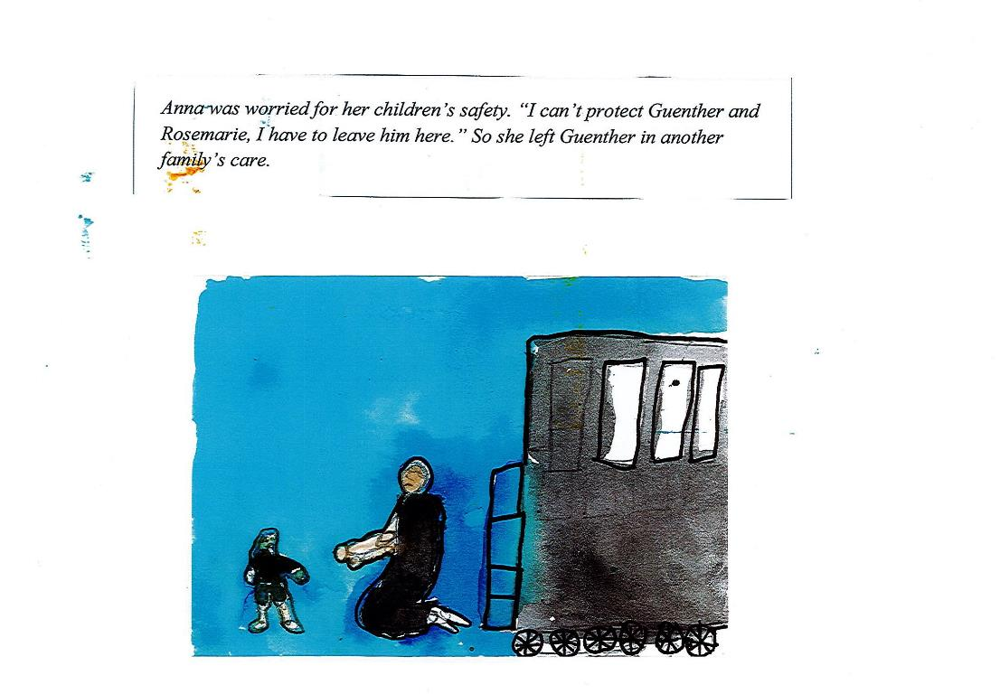 Anna was worried for her children's safety. "I can't protect Guenther and
Rosemarie, I have to leave him here." So she left Guenther in another
family's care.